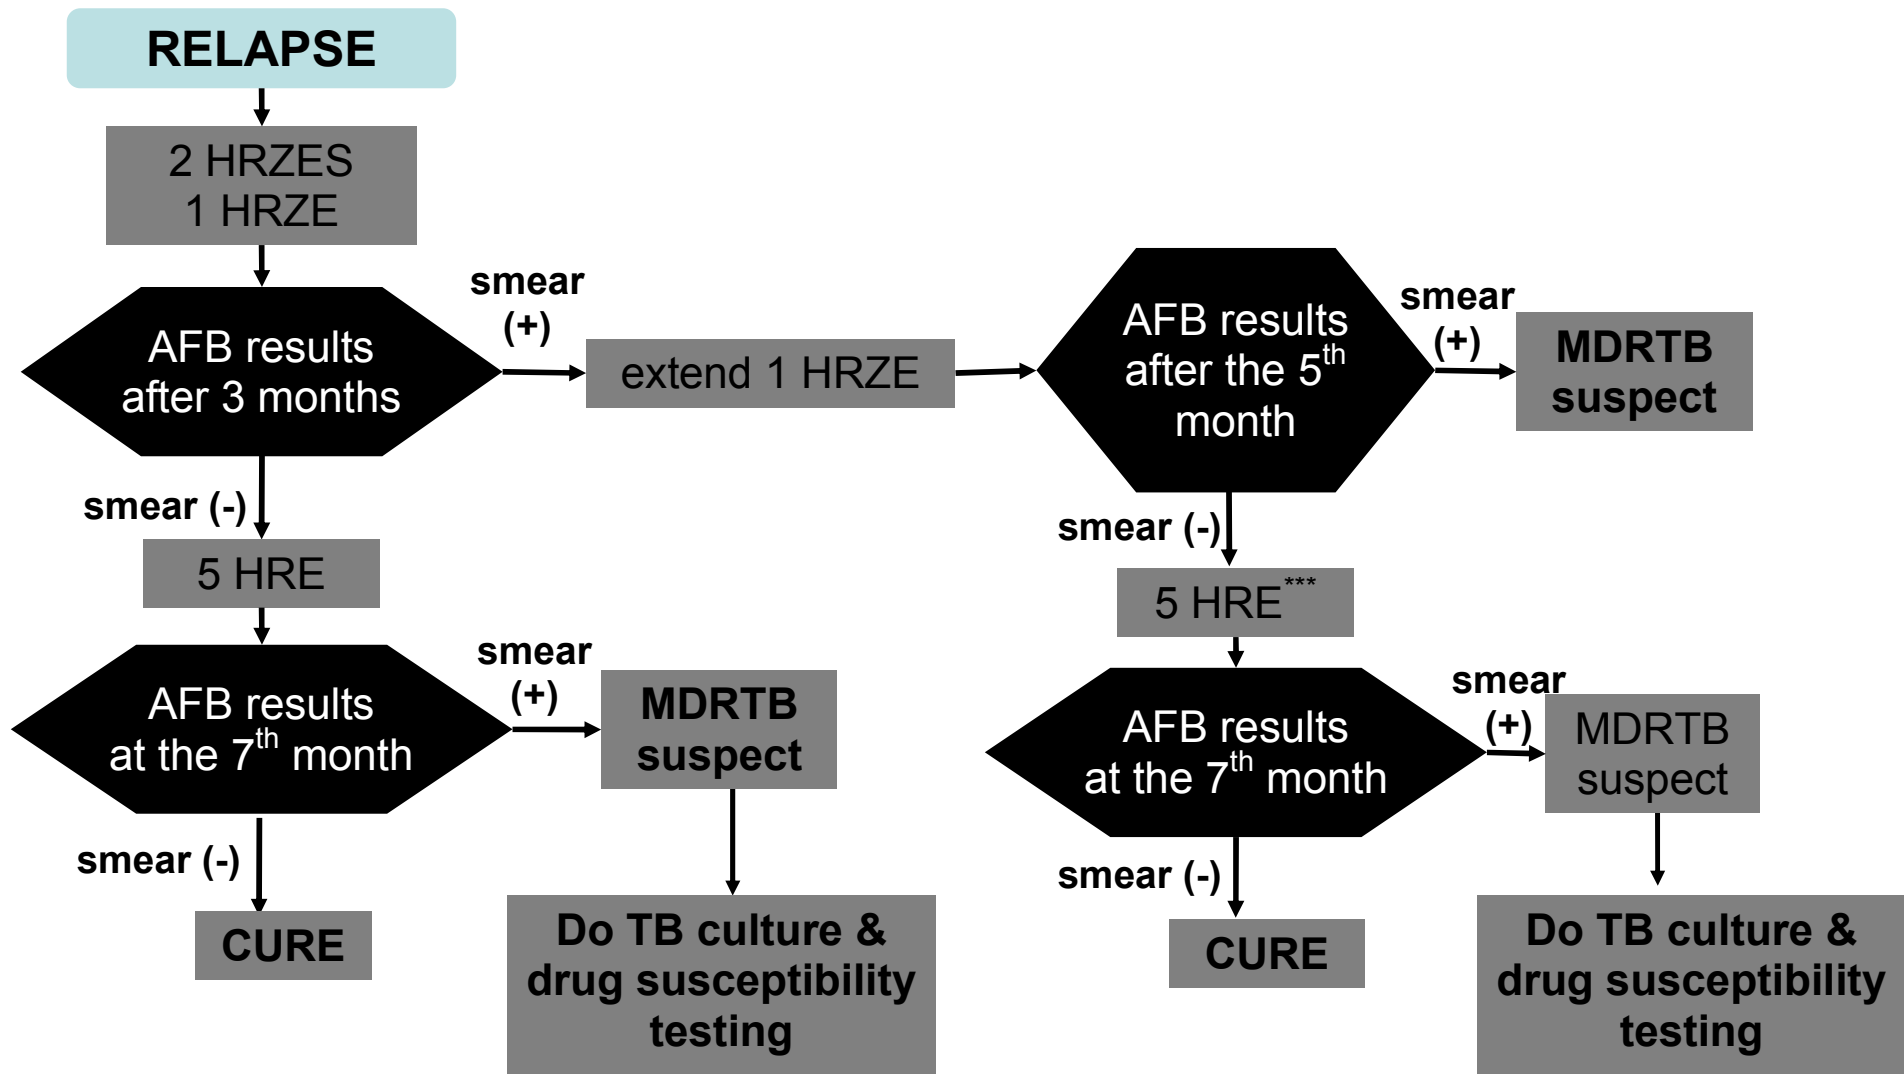 RELAPSE
2 HRZES
1 HRZE
AFB results
after 3 months
smear
(+)
extend 1 HRZE
AFB results
after the 5th
month
smear
(+)
MDRTB
suspect
smear (-)
5 HRE
AFB results
at the 7th month
smear
(+)
MDRTB
suspect
Do TB culture &
drug susceptibility
testing
smear (-)
CURE
smear (-)
5 HRE***
AFB results
at the 7th month
smear
(+)
MDRTB
suspect
Do TB culture &
drug susceptibility
testing
smear (-)
CURE